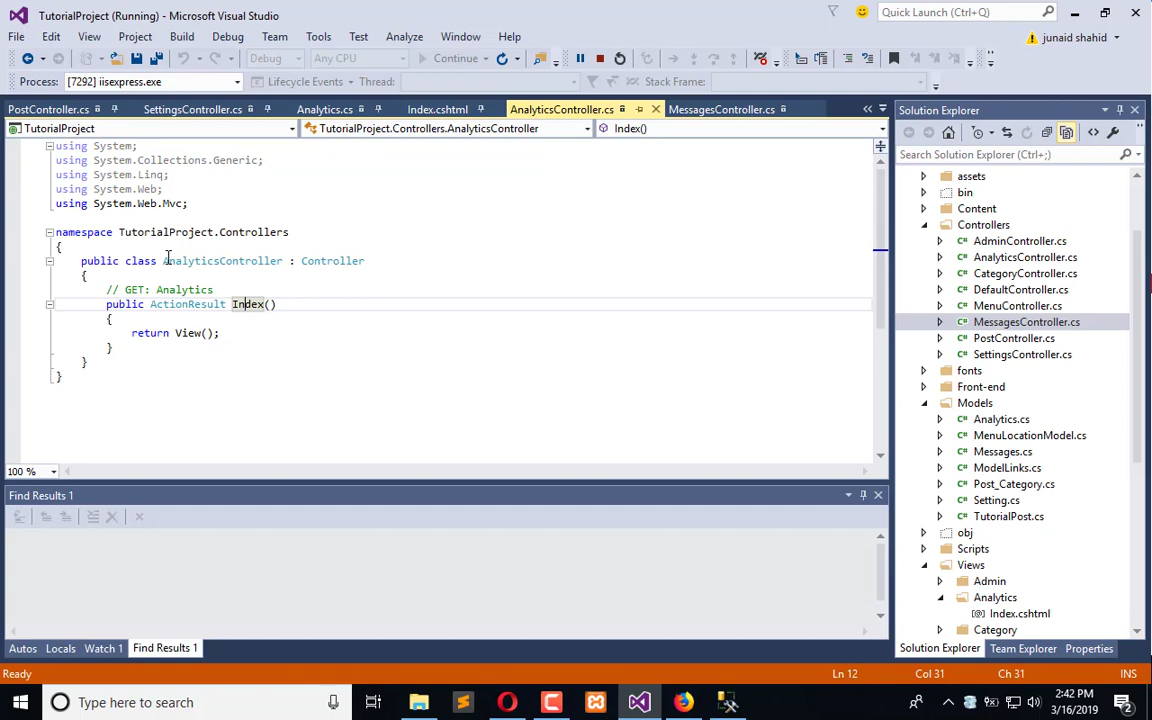 TutorialProject (Running) - Microsoft Visual Studio
Quick Launch (Ctrl+Q)
File Edit View Project Build Debug Team Tools Test Analyze Window Help
junaid shahid
Debug Any CPU Continue
Process: [7292] iisexpress.exe Lifecycle Events Thread: Stack Frame:
PostController.cs SettingsController.cs Analytics.cs Index.cshtml AnalyticsController.cs MessagesController.cs
TutorialProject TutorialProject.Controllers.AnalyticsController Index()
using System;
using System.Collections.Generic;
using System.Linq;
using System.Web;
using System.Web.Mvc;
namespace TutorialProject.Controllers
{
public class AnalyticsController : Controller
{
// GET: Analytics
public ActionResult Index()
{
return View();
}
}
}
100 %
Find Results 1
Autos Locals Watch 1 Find Results 1
Solution Explorer
Search Solution Explorer (Ctrl+;)
assets
bin
Content
Controllers
AdminController.cs
AnalyticsController.cs
CategoryController.cs
DefaultController.cs
MenuController.cs
MessagesController.cs
PostController.cs
SettingsController.cs
fonts
Front-end
Models
Analytics.cs
MenuLocationModel.cs
Messages.cs
ModelLinks.cs
Post_Category.cs
Setting.cs
TutorialPost.cs
obj
Scripts
Views
Admin
Analytics
Index.cshtml
Category
Solution Explorer Team Explorer Properties
Ready Ln 12 Col 31 Ch 31 INS
Type here to search
2:42 PM
3/16/2019
2